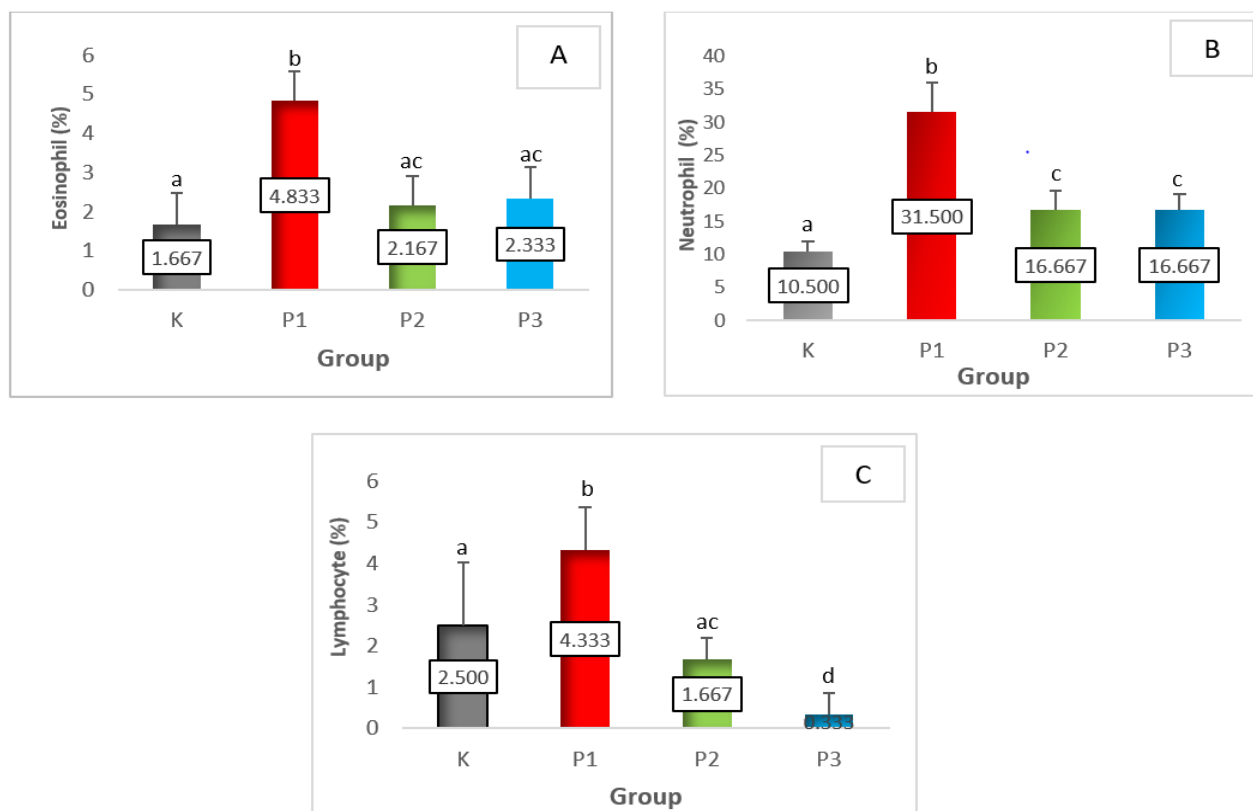 A
Eosinophil (%)
6
5
4
3
2
1
0
a
b
ac
ac
1.667
4.833
2.167
2.333
K P1 P2 P3
Group
B
Neutrophil (%)
40
35
30
25
20
15
10
5
0
a
b
c
c
10.500
31.500
16.667
16.667
K P1 P2 P3
Group
C
Lymphocyte (%)
6
5
4
3
2
1
0
a
b
ac
d
2.500
4.333
1.667
0.333
K P1 P2 P3
Group